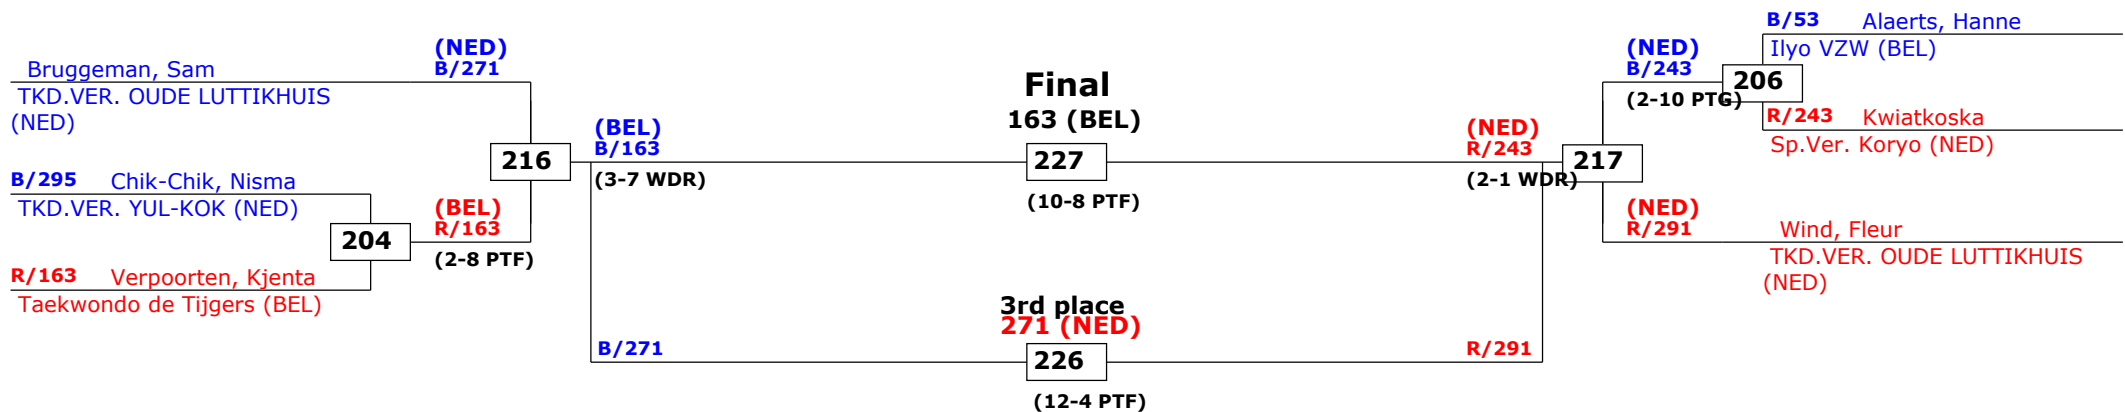 Bruggeman, Sam
TKD.VER. OUDE LUTTIKHUIS
(NED)
B/295 Chik-Chik, Nisma
TKD.VER. YUL-KOK (NED)
R/163 Verpoorten, Kjenta
Taekwondo de Tijgers (BEL)
204
(NED)
B/271
(BEL)
R/163
(2-8 PTF)
216
(BEL)
B/163
(3-7 WDR)
B/271
Final
163 (BEL)
227
(10-8 PTF)
3rd place
271 (NED)
226
(12-4 PTF)
(NED)
R/243
(2-1 WDR)
R/291
217
(NED)
B/243
(2-10 PTG)
206
(NED)
R/291
B/53 Alaerts, Hanne
Ilyo VZW (BEL)
R/243 Kwiatkoska
Sp.Ver. Koryo (NED)
Wind, Fleur
TKD.VER. OUDE LUTTIKHUIS
(NED)